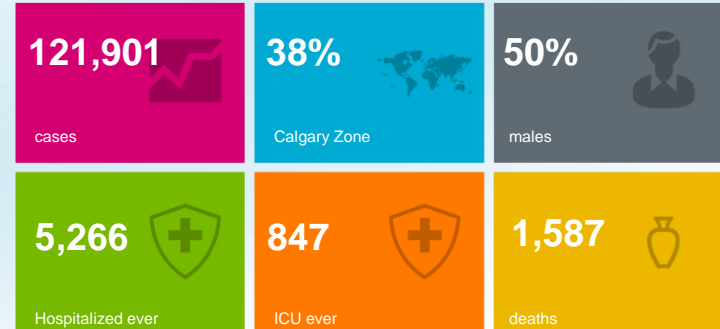 121,901
cases
38%
Calgary Zone
50%
males
5,266
Hospitalized ever
847
ICU ever
1,587
deaths